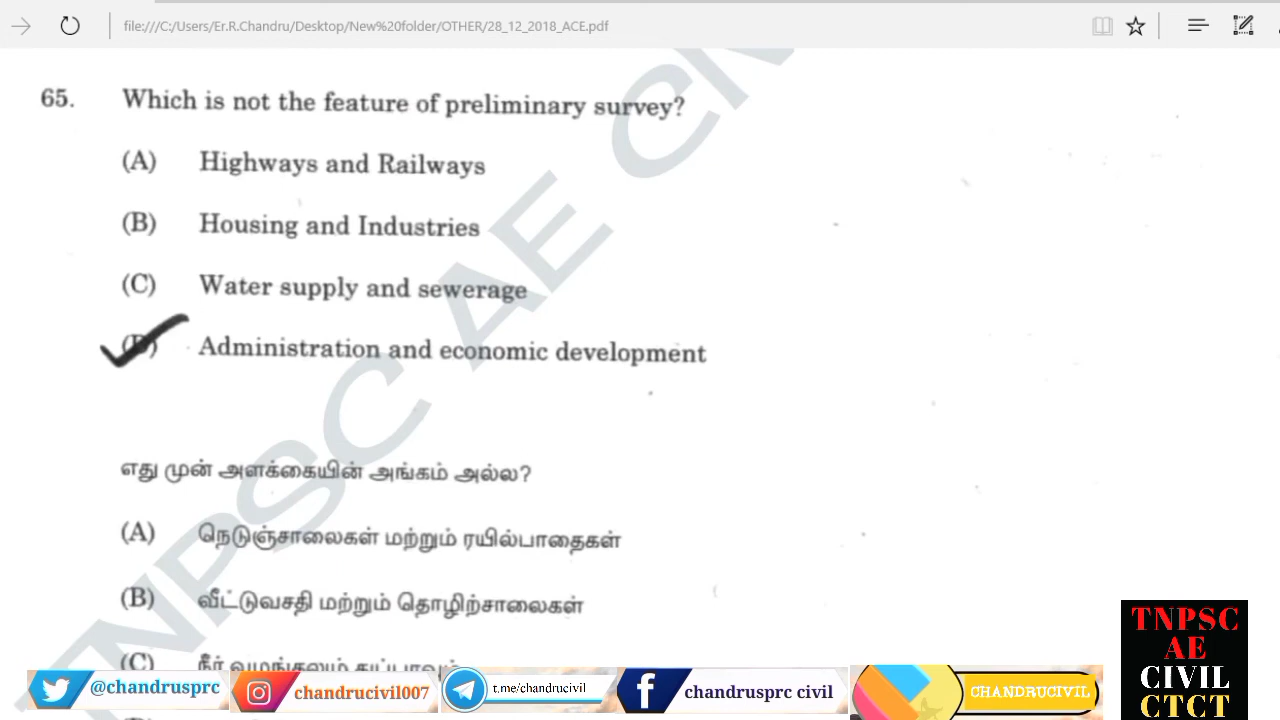 file:///C:/Users/Er.R.Chandru/Desktop/New%20folder/OTHER/28_12_2018_ACE.pdf
65. Which is not the feature of preliminary survey?
(A) Highways and Railways
(B) Housing and Industries
(C) Water supply and sewerage
(D) Administration and economic development
எது முன் அளக்கையின் அங்கம் அல்ல?
(A) நெடுஞ்சாலைகள் மற்றும் ரயில்பாதைகள்
(B) வீட்டுவசதி மற்றும் தொழிற்சாலைகள்
(C) நீர்
TNPSC AE
@chandrusprc
chandrucivil007
t.me/chandrucivil
chandrusprc civil
CHANDRUCIVIL
TNPSC
AE
CIVIL
CTCT